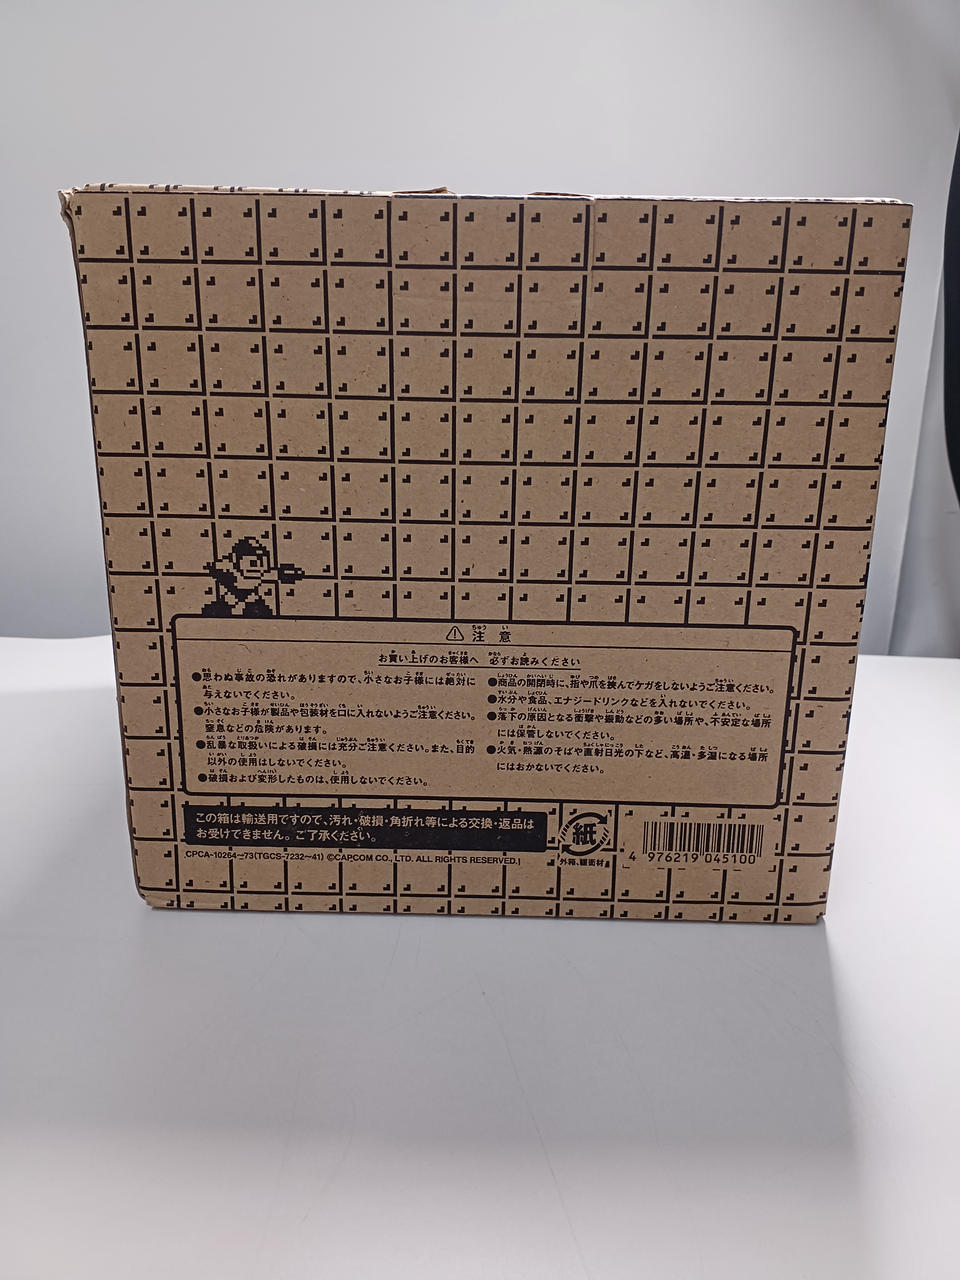 ⚠注意
お買い上げのお客様へ 必ずお読みください
●思わぬ事故の恐れがありますので、小さなお子様には絶対に
与えないでください。
●小さなお子様が製品や包装材を口に入れないようご注意ください。
窒息などの危険があります。
●乱暴な取扱いによる破損には充分ご注意ください。また、目的
以外の使用はしないでください。
●破損および変形したものは、使用しないでください。
●商品の開閉時に、指や爪を挟んでケガをしないようご注意ください。
●水分や食品、エナジードリンクなどを入れないでください。
●落下の原因となる衝撃や振動などの多い場所や、不安定な場所
には保管しないでください。
●火気・熱源のそばや直射日光の下など、高温・多湿になる場所
にはおかないでください。
この箱は輸送用ですので、汚れ・破損・角折れ等による交換・返品は
お受けできません。ご了承ください。
CPCA-10264~73(TGCS-7232~41) ©CAPCOM CO., LTD. ALL RIGHTS RESERVED.
紙
外箱、緩衝材
4 976219 045100